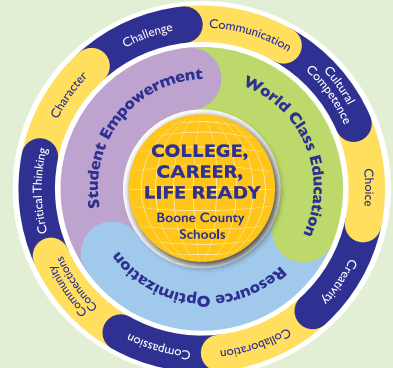 Challenge
Communication
Cultural
Competence
Choice
Creativity
Collaboration
Compassion
Community
Connections
Critical Thinking
Character
Student Empowerment
World Class Education
Resource Optimization
COLLEGE,
CAREER,
LIFE READY
Boone County
Schools